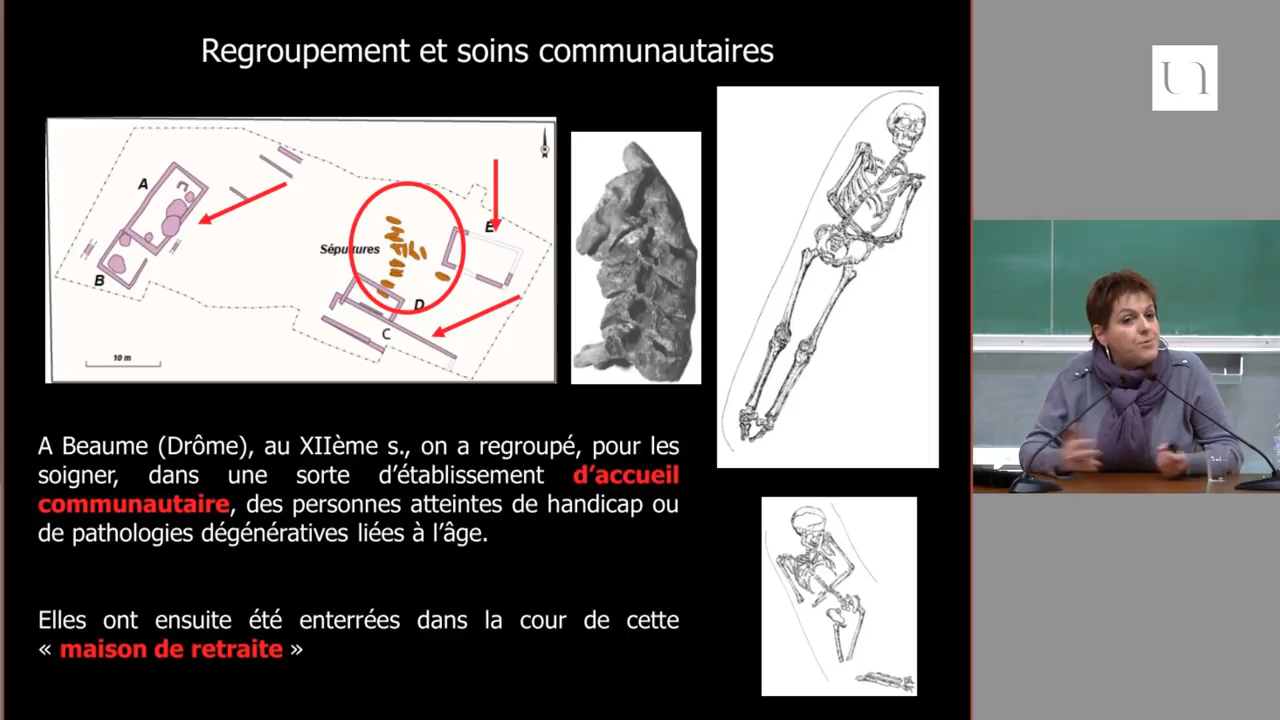 Regroupement et soins communautaires
A
B
Sépultures
E
D
C
10 m
A Beaume (Drôme), au XIIème s., on a regroupé, pour les
soigner, dans une sorte d’établissement d’accueil
communautaire, des personnes atteintes de handicap ou
de pathologies dégénératives liées à l’âge.
Elles ont ensuite été enterrées dans la cour de cette
« maison de retraite »